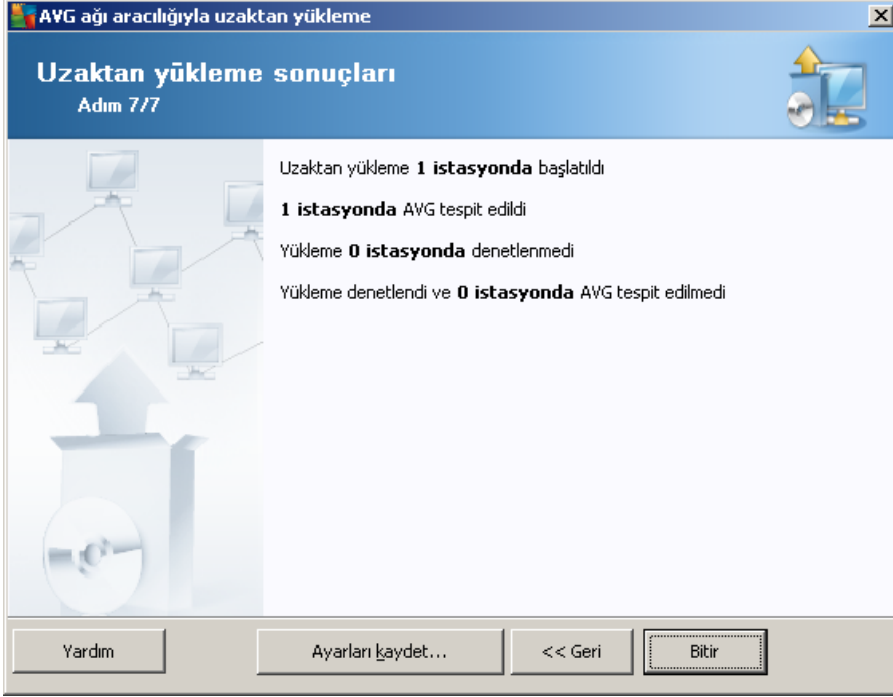 AVG ağı aracılığıyla uzaktan yükleme
Uzaktan yükleme sonuçları
Adım 7/7
Uzaktan yükleme 1 istasyonda başlatıldı
1 istasyonda AVG tespit edildi
Yükleme 0 istasyonda denetlenmedi
Yükleme denetlendi ve 0 istasyonda AVG tespit edilmedi
Yardım
Ayarları kaydet...
<< Geri
Bitir